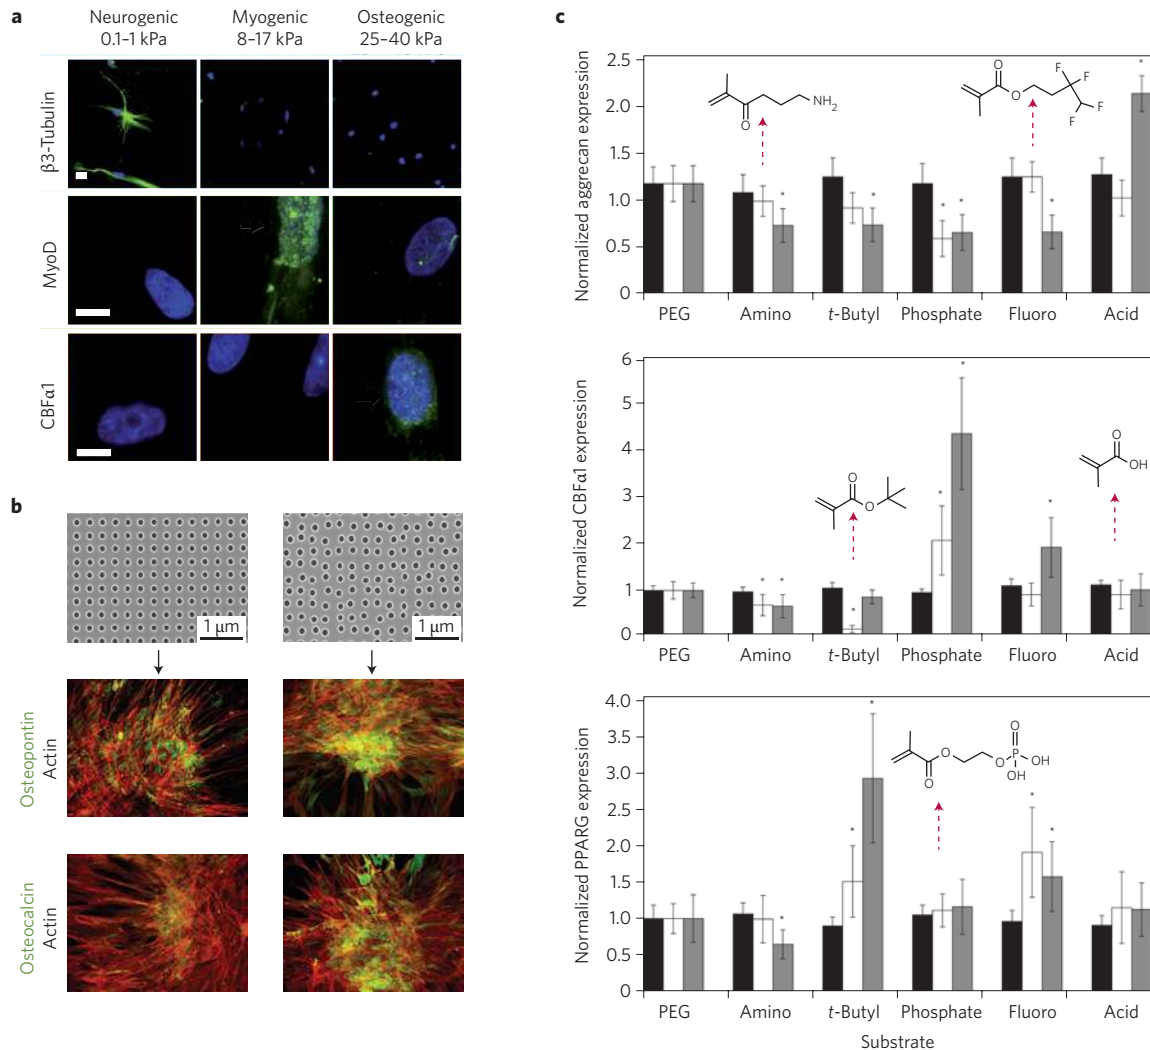 a
Neurogenic
0.1–1 kPa
Myogenic
8–17 kPa
Osteogenic
25–40 kPa
β3-Tubulin
MyoD
CBFα1
b
1 µm
1 µm
Osteopontin
Actin
Osteocalcin
Actin
c
Normalized aggrecan expression
2.5
2.0
1.5
1.0
0.5
0
O
NH2
O
O
F
F
F
F
*
*
*
*
*
*
*
PEG
Amino
t-Butyl
Phosphate
Fluoro
Acid
Normalized CBFα1 expression
6
5
4
3
2
1
0
O
O
O
OH
*
*
*
*
*
*
PEG
Amino
t-Butyl
Phosphate
Fluoro
Acid
Normalized PPARG expression
4.0
3.5
3.0
2.5
2.0
1.5
1.0
0.5
0
O
O
O
O
P
OH
OH
*
*
*
*
*
PEG
Amino
t-Butyl
Phosphate
Fluoro
Acid
Substrate